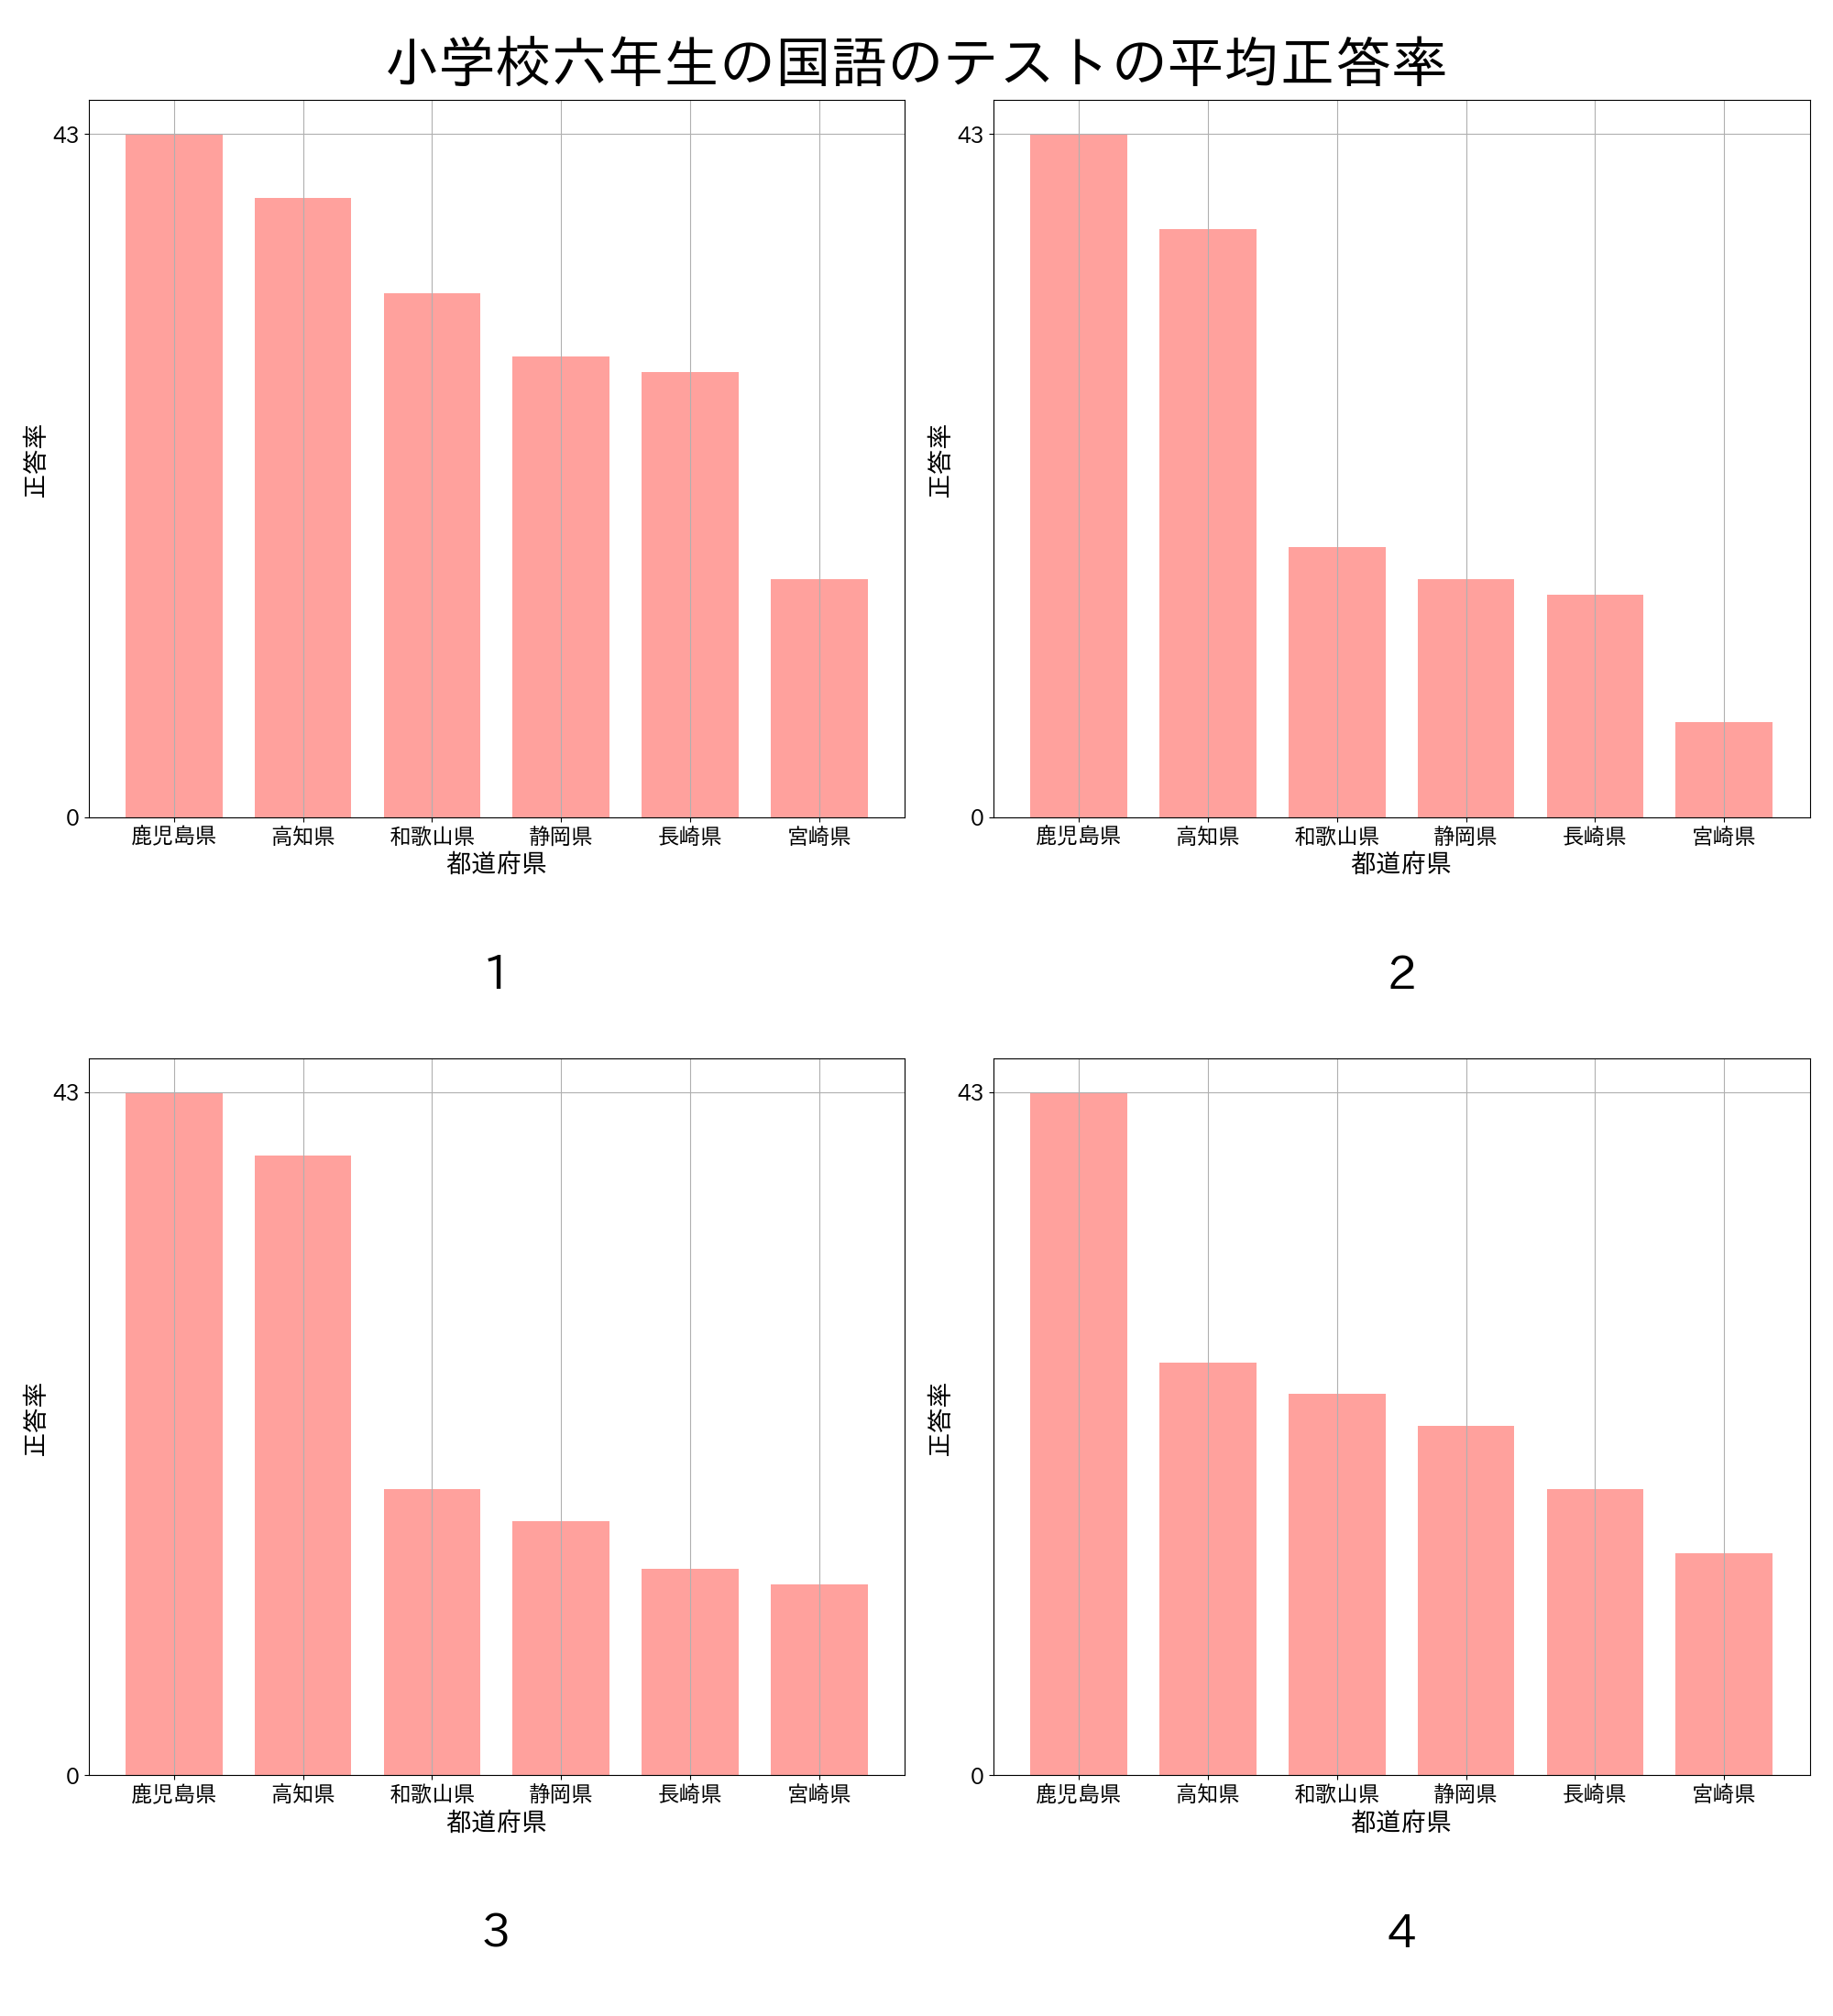 小学校六年生の国語のテストの平均正答率
43
0
正答率
鹿児島県 高知県 和歌山県 静岡県 長崎県 宮崎県
都道府県
1
43
0
正答率
鹿児島県 高知県 和歌山県 静岡県 長崎県 宮崎県
都道府県
2
43
0
正答率
鹿児島県 高知県 和歌山県 静岡県 長崎県 宮崎県
都道府県
3
43
0
正答率
鹿児島県 高知県 和歌山県 静岡県 長崎県 宮崎県
都道府県
4